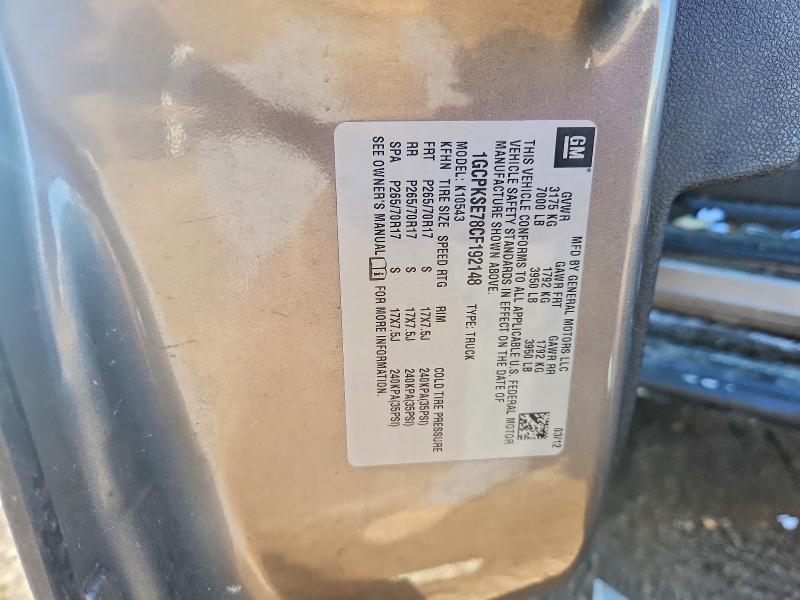 GM
MFD BY GENERAL MOTORS LLC
03/12
GVWR GAWR FRT GAWR RR
3175 KG 1792 KG 1792 KG
7000 LB 3950 LB 3950 LB
THIS VEHICLE CONFORMS TO ALL APPLICABLE U.S. FEDERAL MOTOR
VEHICLE SAFETY STANDARDS IN EFFECT ON THE DATE OF
MANUFACTURE SHOWN ABOVE.
1GCPKSE78CF192148 TYPE: TRUCK
MODEL: K10543
KFHN TIRE SIZE SPEED RTG RIM COLD TIRE PRESSURE
FRT P265/70R17 S 17X7.5J 240KPA(35PSI)
RR P265/70R17 S 17X7.5J 240KPA(35PSI)
SPA P265/70R17 S 17X7.5J 240KPA(35PSI)
SEE OWNER'S MANUAL FOR MORE INFORMATION.